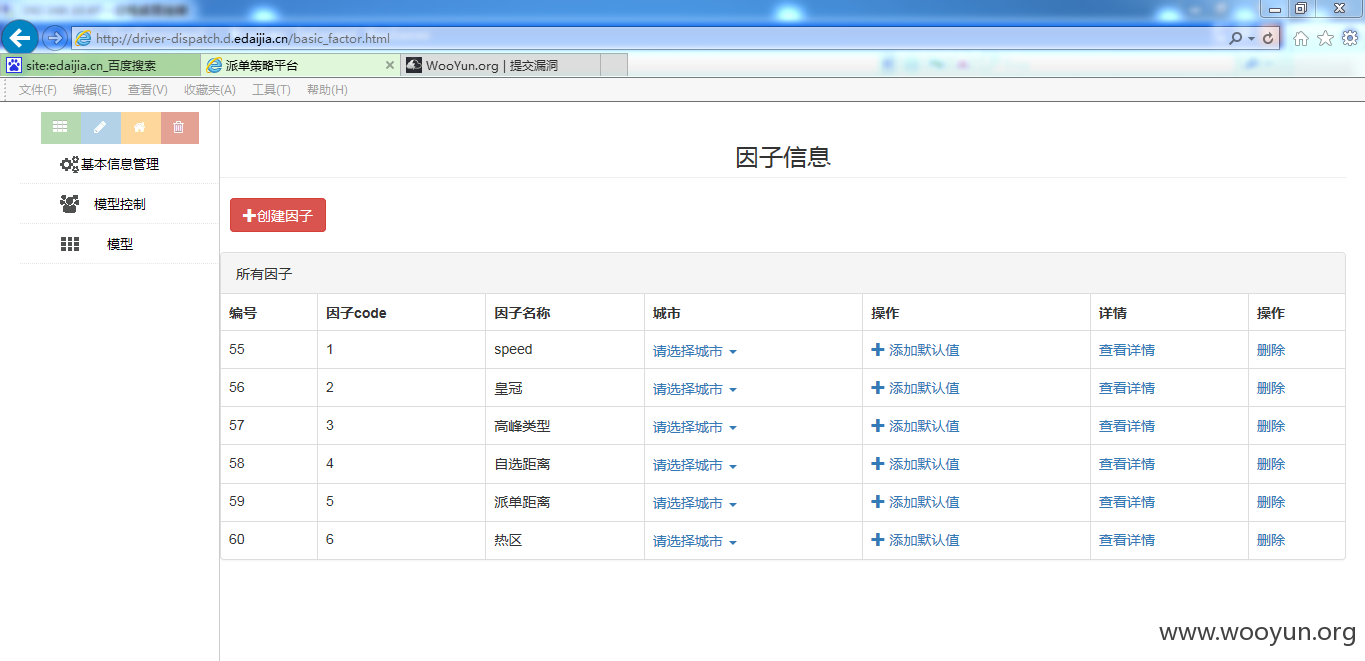 http://driver-dispatch.d.edaijia.cn/basic_factor.html
site:edaijia.cn_百度搜索 派单策略平台 WooYun.org | 提交漏洞
文件(F) 编辑(E) 查看(V) 收藏夹(A) 工具(T) 帮助(H)
基本信息管理
模型控制
模型
因子信息
创建因子
所有因子
编号 因子code 因子名称 城市 操作 详情 操作
55 1 speed 请选择城市 添加默认值 查看详情 删除
56 2 皇冠 请选择城市 添加默认值 查看详情 删除
57 3 高峰类型 请选择城市 添加默认值 查看详情 删除
58 4 自选距离 请选择城市 添加默认值 查看详情 删除
59 5 派单距离 请选择城市 添加默认值 查看详情 删除
60 6 热区 请选择城市 添加默认值 查看详情 删除
www.wooyun.org